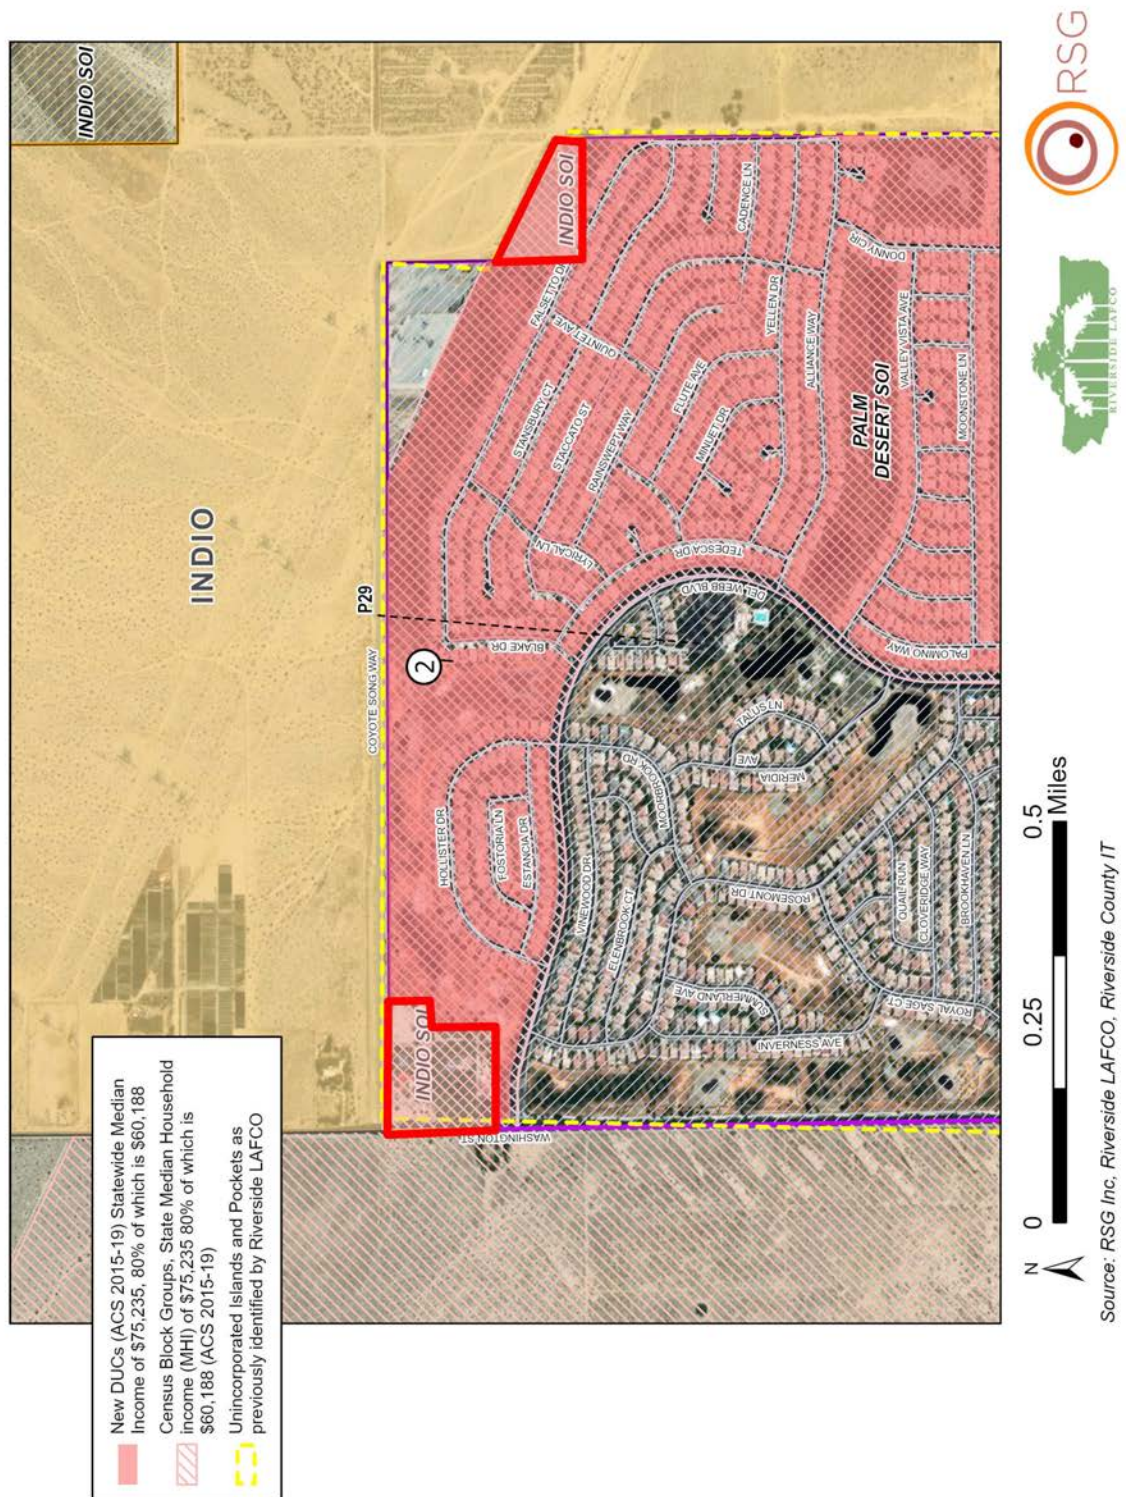 New DUCs (ACS 2015-19) Statewide Median
Income of $75,235, 80% of which is $60,188
Census Block Groups, State Median Household
income (MHI) of $75,235 80% of which is
$60,188 (ACS 2015-19)
Unincorporated Islands and Pockets as
previously identified by Riverside LAFCO
INDIO SOI
INDIO
P29
COYOTE SONG WAY
2
INDIO SOI
INDIO SOI
WASHINGTON ST
HOLLISTER DR
FOSTORIA LN
ESTANCIA DR
BLAKE DR
LYRICAL LN
STANSBURY CT
STACCATO ST
RAINSWEPT WAY
QUINTET AVE
FALSETTO DR
FLUTE AVE
MINUET DR
CADENCE LN
YELLEN DR
ALLIANCE WAY
DONNY CIR
TEDESCA DR
DEL WEBB BLVD
PALM
DESERT SOI
VALLEY VISTA AVE
MOONSTONE LN
PALOMINO WAY
VINEWOOD DR
ELENBROOK CT
MOORBROOK RD
MERIDIA
AVE
TALUS LN
ROSEMONT DR
SUMMERLAND AVE
INVERNESS AVE
QUAIL RUN
CLOVERIDGE WAY
BROOKHAVEN LN
ROYAL SAGE CT
N
0
0.25
0.5
Miles
Source: RSG Inc, Riverside LAFCO, Riverside County IT
RIVERSIDE LAFCO
RSG